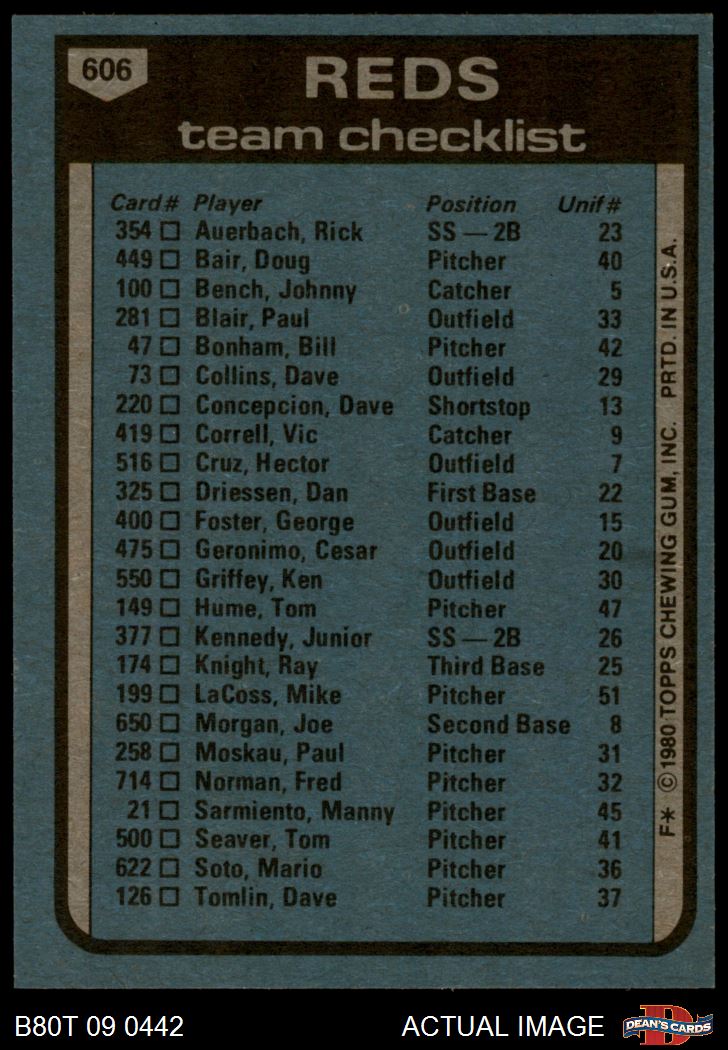 606
REDS
team checklist
Card# Player Position Unif#
354 Auerbach, Rick SS — 2B 23
449 Bair, Doug Pitcher 40
100 Bench, Johnny Catcher 5
281 Blair, Paul Outfield 33
47 Bonham, Bill Pitcher 42
73 Collins, Dave Outfield 29
220 Concepcion, Dave Shortstop 13
419 Correll, Vic Catcher 9
516 Cruz, Hector Outfield 7
325 Driessen, Dan First Base 22
400 Foster, George Outfield 15
475 Geronimo, Cesar Outfield 20
550 Griffey, Ken Outfield 30
149 Hume, Tom Pitcher 47
377 Kennedy, Junior SS — 2B 26
174 Knight, Ray Third Base 25
199 LaCoss, Mike Pitcher 51
650 Morgan, Joe Second Base 8
258 Moskau, Paul Pitcher 31
714 Norman, Fred Pitcher 32
21 Sarmiento, Manny Pitcher 45
500 Seaver, Tom Pitcher 41
622 Soto, Mario Pitcher 36
126 Tomlin, Dave Pitcher 37
F* © 1980 TOPPS CHEWING GUM, INC. PRTD. IN U.S.A.
B80T 09 0442 ACTUAL IMAGE
D
DEAN'S CARDS